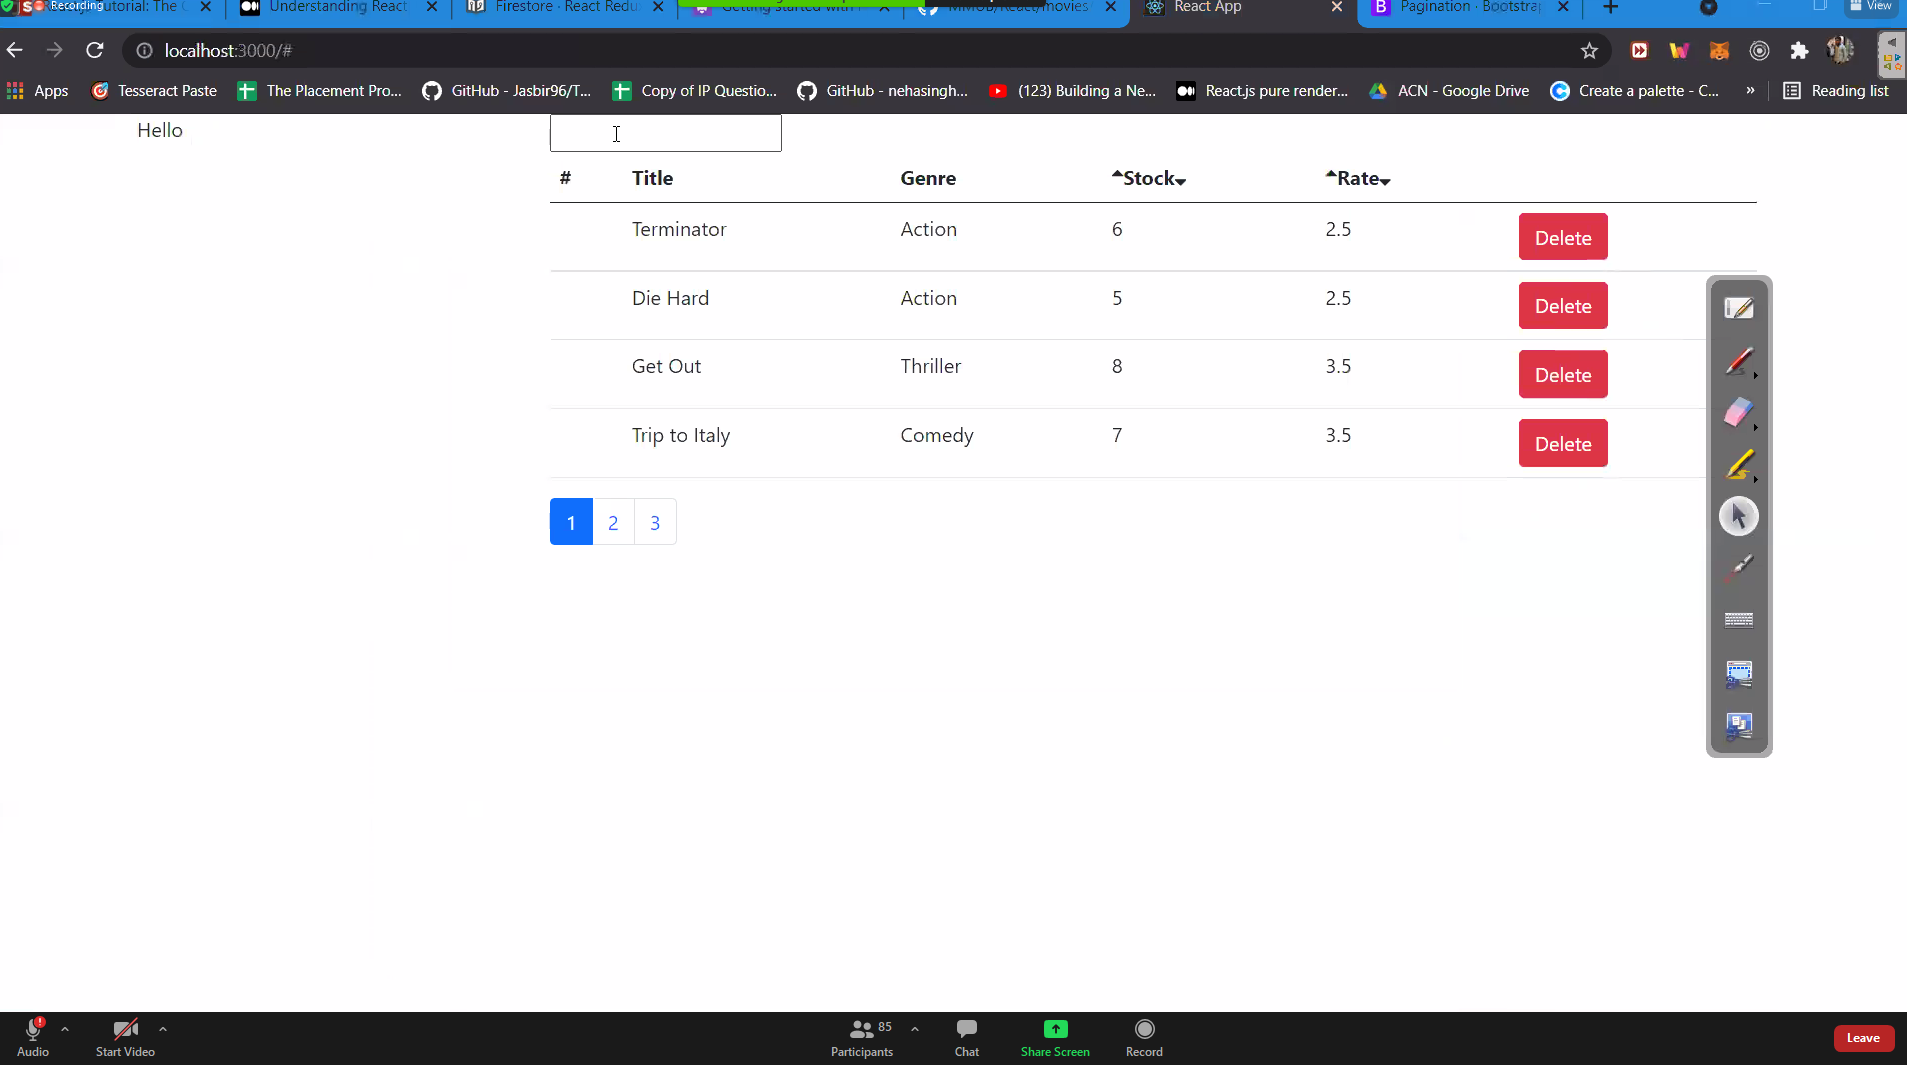 Recording
utorial: The C
Understanding React
Firestore · React Redu
Getting started with
React App
Pagination · Bootstrap
View
localhost:3000/#
Apps
Tesseract Paste
The Placement Pro...
GitHub - Jasbir96/T...
Copy of IP Questio...
GitHub - nehasingh...
(123) Building a Ne...
React.js pure render...
ACN - Google Drive
Create a palette - C...
»
Reading list
Hello
# Title Genre Stock Rate
Terminator Action 6 2.5 Delete
Die Hard Action 5 2.5 Delete
Get Out Thriller 8 3.5 Delete
Trip to Italy Comedy 7 3.5 Delete
1 2 3
85
Audio Start Video Participants Chat Share Screen Record Leave